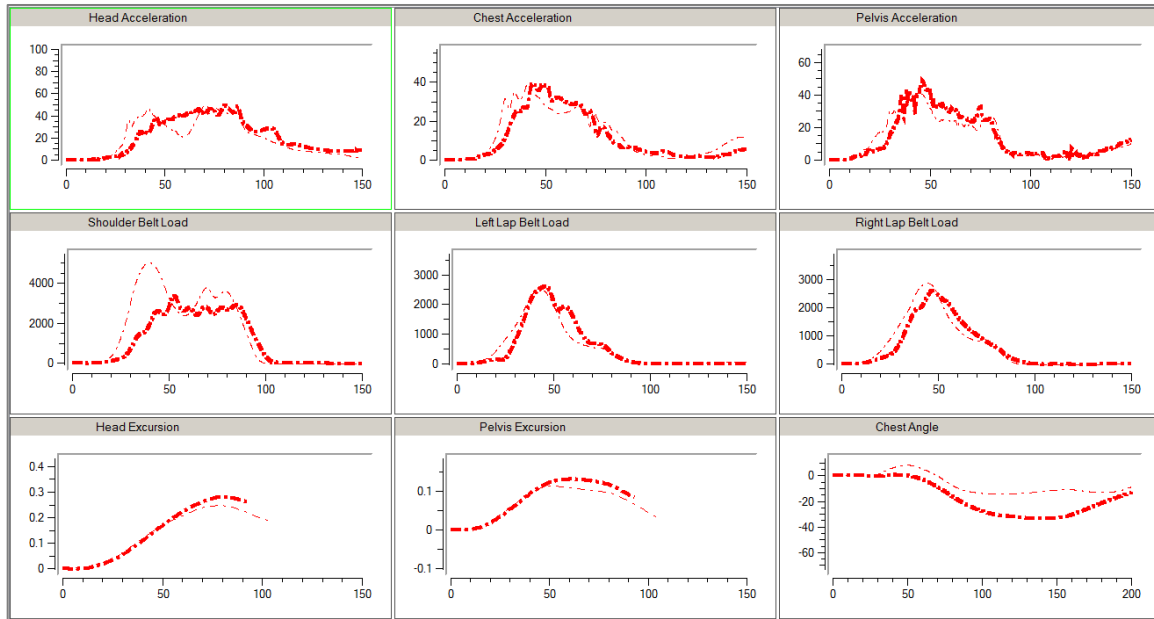 Head Acceleration
Chest Acceleration
Pelvis Acceleration
100
80
60
40
20
0
0 50 100 150
40
20
0
0 50 100 150
60
40
20
0
0 50 100 150
Shoulder Belt Load
Left Lap Belt Load
Right Lap Belt Load
4000
2000
0
0 50 100 150
3000
2000
1000
0
0 50 100 150
3000
2000
1000
0
0 50 100 150
Head Excursion
Pelvis Excursion
Chest Angle
0.4
0.3
0.2
0.1
0
0 50 100 150
0.1
0
-0.1
0 50 100 150
0
-20
-40
-60
0 50 100 150 200